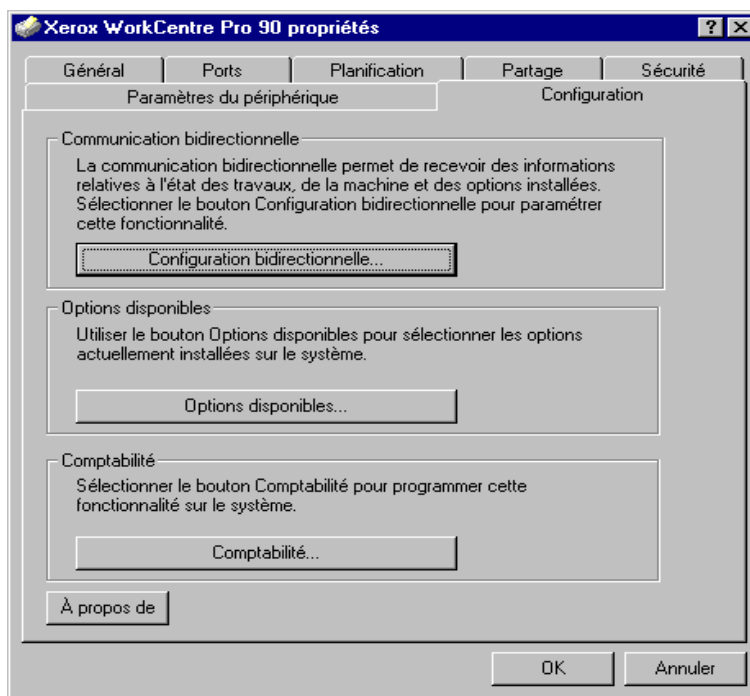 Xerox WorkCentre Pro 90 propriétés
Général Ports Planification Partage Sécurité
Paramètres du périphérique Configuration
Communication bidirectionnelle
La communication bidirectionnelle permet de recevoir des informations
relatives à l'état des travaux, de la machine et des options installées.
Sélectionner le bouton Configuration bidirectionnelle pour paramétrer
cette fonctionnalité.
Configuration bidirectionnelle...
Options disponibles
Utiliser le bouton Options disponibles pour sélectionner les options
actuellement installées sur le système.
Options disponibles...
Comptabilité
Sélectionner le bouton Comptabilité pour programmer cette
fonctionnalité sur le système.
Comptabilité...
À propos de
OK Annuler